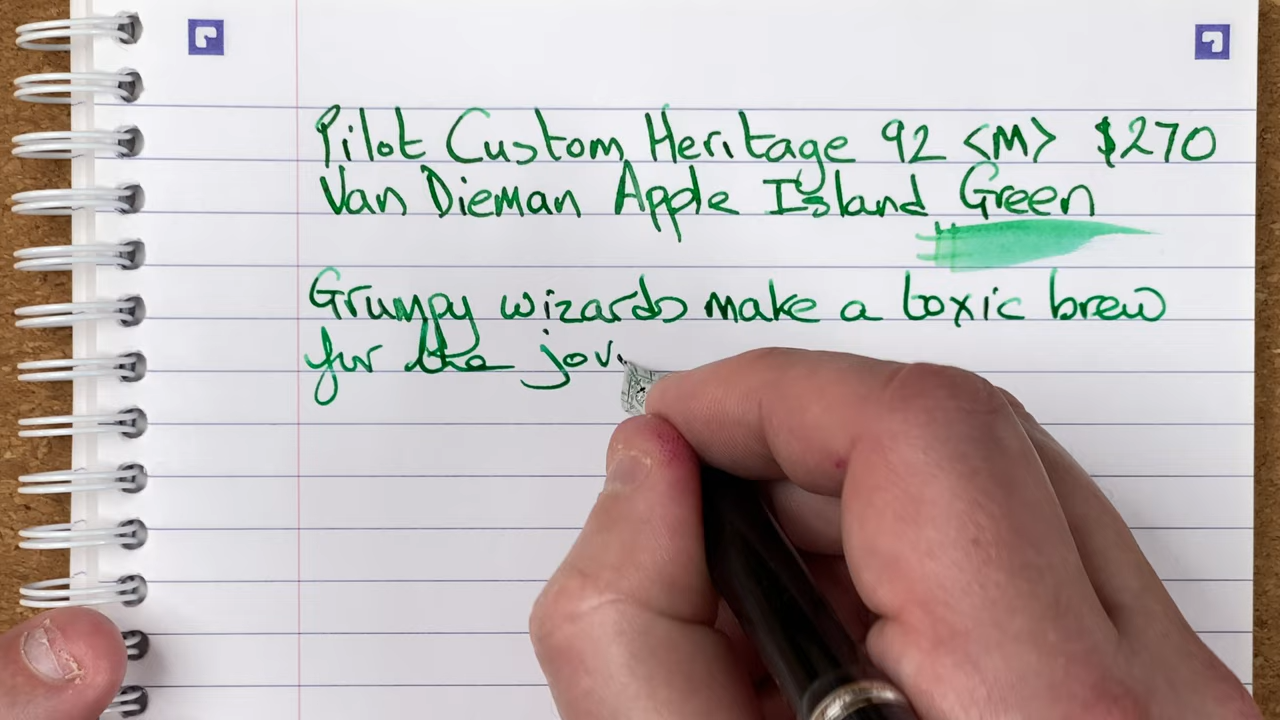 Pilot Custom Heritage 92 <M> $270
Van Dieman Apple Island Green
Grumpy wizards make a toxic brew
for the jov